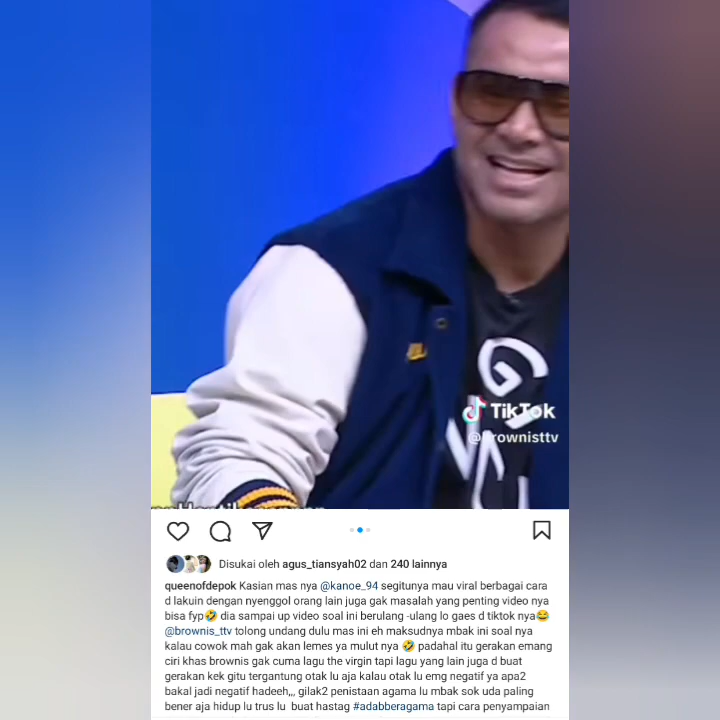 TikTok
@brownisttv
Disukai oleh agus_tiansyah02 dan 240 lainnya
queenofdepok Kasian mas nya @kanoe_94 segitunya mau viral berbagai cara
d lakuin dengan nyenggol orang lain juga gak masalah yang penting video nya
bisa fyp🤣 dia sampai up video soal ini berulang -ulang lo gaes d tiktok nya😂
@brownis_ttv tolong undang dulu mas ini eh maksudnya mbak ini soal nya
kalau cowok mah gak akan lemes ya mulut nya 🤣 padahal itu gerakan emang
ciri khas brownis gak cuma lagu the virgin tapi lagu yang lain juga d buat
gerakan kek gitu tergantung otak lu aja kalau otak lu emg negatif ya apa2
bakal jadi negatif hadeeh,,, gilak2 penistaan agama lu mbak sok uda paling
bener aja hidup lu trus lu buat hastag #adabberagama tapi cara penyampaian